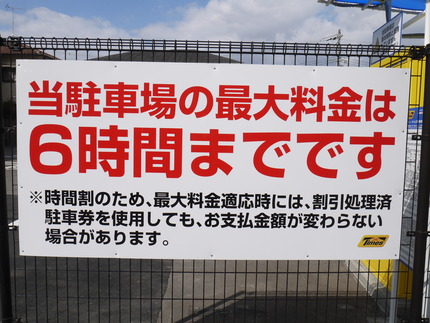 当駐車場の最大料金は
6時間までです
※時間割のため、最大料金適応時には、割引処理済
駐車券を使用しても、お支払金額が変わらない
場合があります。
Times